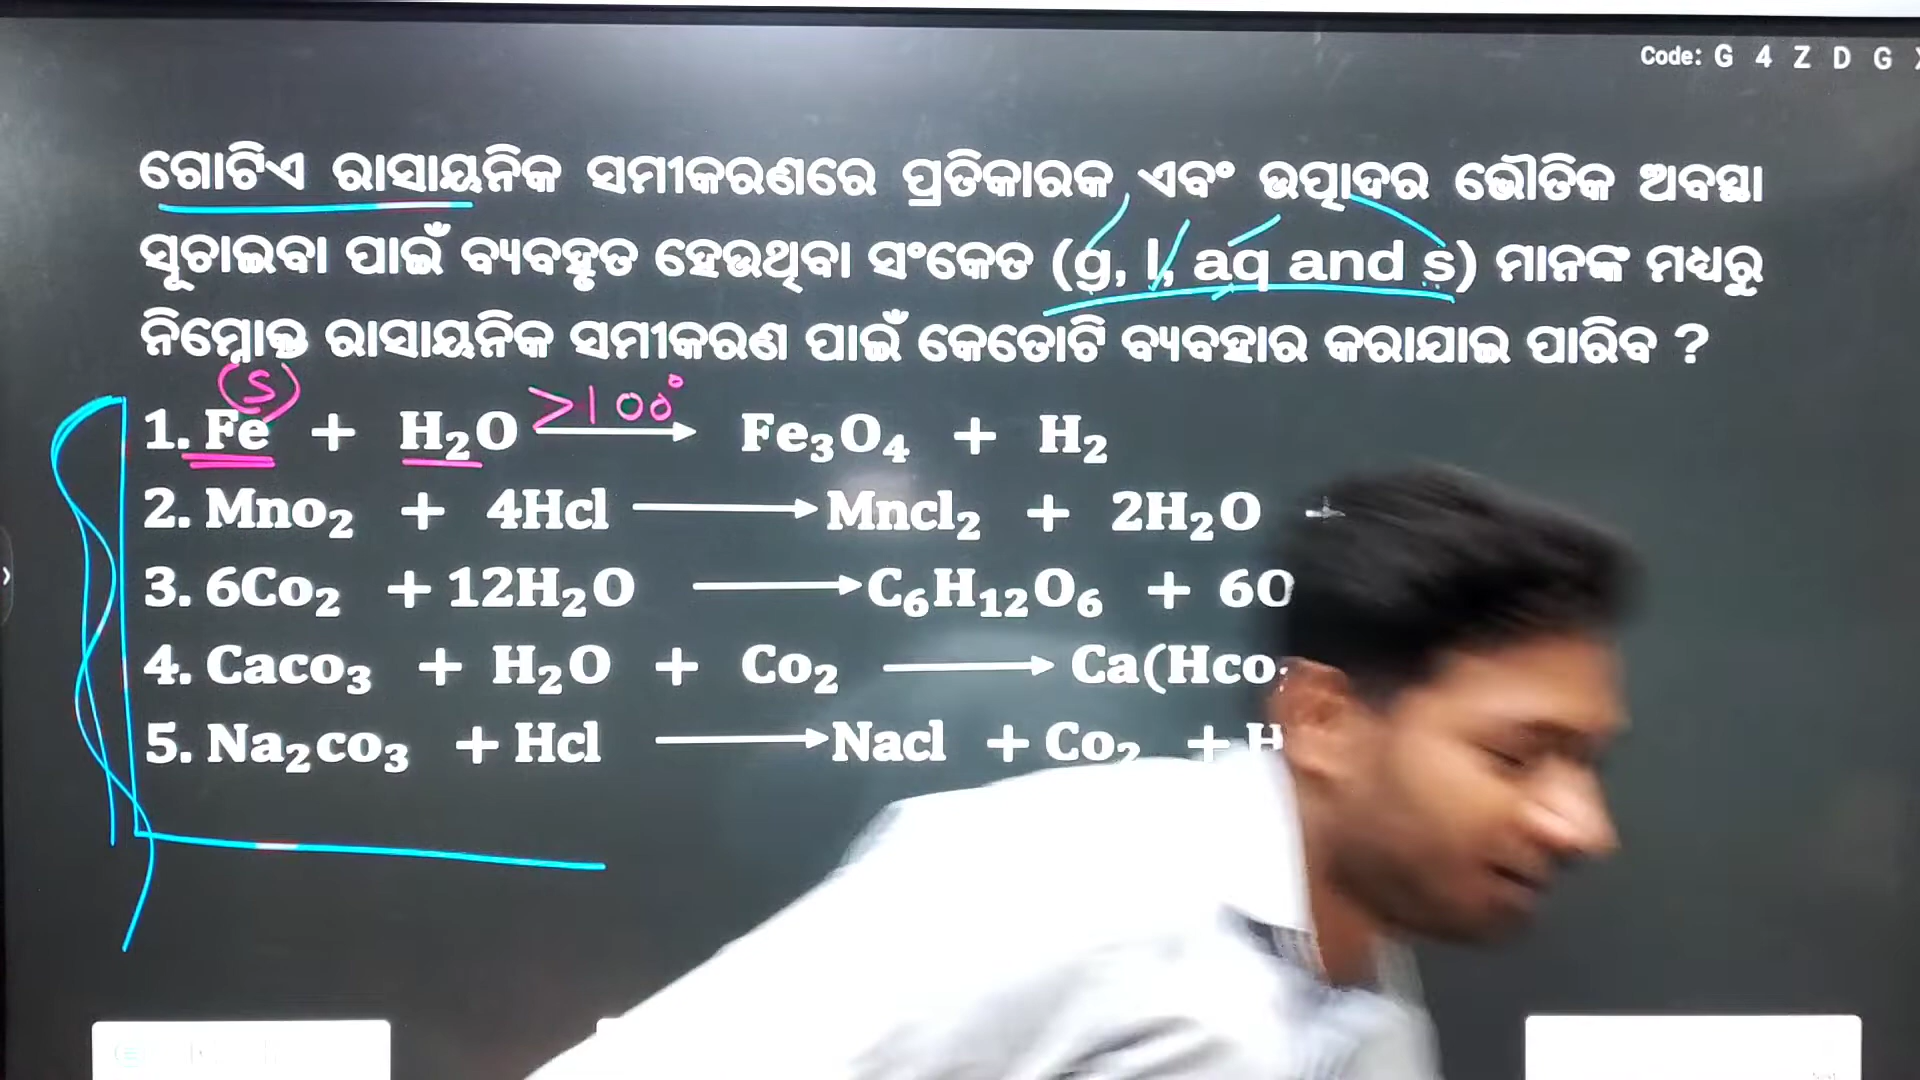 Code: G 4 Z D G
ଗୋଟିଏ ରାସାୟନିକ ସମୀକରଣରେ ପ୍ରତିକାରକ ଏବଂ ଉତ୍ପାଦର ଭୌତିକ ଅବସ୍ଥା
ସୂଚାଇବା ପାଇଁ ବ୍ୟବହୃତ ହେଉଥିବା ସଂକେତ (g, l, aq and s) ମାନଙ୍କ ମଧ୍ୟରୁ
ନିମ୍ନୋକ୍ତ ରାସାୟନିକ ସମୀକରଣ ପାଇଁ କେତୋଟି ବ୍ୟବହାର କରାଯାଇ ପାରିବ ?
(s) >100°
1. Fe + H₂O ⟶ Fe₃O₄ + H₂
2. Mno₂ + 4Hcl ⟶ Mncl₂ + 2H₂O +
3. 6Co₂ + 12H₂O ⟶ C₆H₁₂O₆ + 6O
4. Caco₃ + H₂O + Co₂ ⟶ Ca(Hco
5. Na₂co₃ + Hcl ⟶ Nacl + Co₂ + H